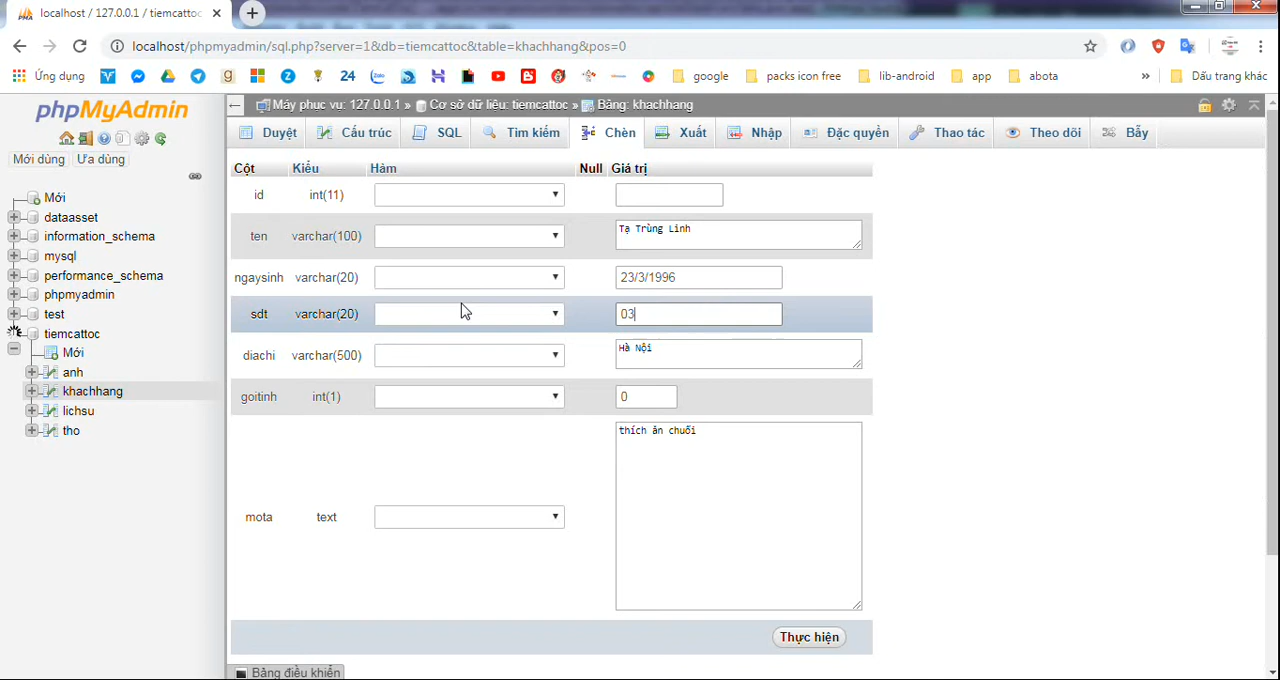 localhost / 127.0.0.1 / tiemcattoc
localhost/phpmyadmin/sql.php?server=1&db=tiemcattoc&table=khachhang&pos=0
Ứng dụng
24
google
packs icon free
lib-android
app
abota
»
Dấu trang khác
phpMyAdmin
Mới dùng
Ưa dùng
Mới
dataasset
information_schema
mysql
performance_schema
phpmyadmin
test
tiemcattoc
Mới
anh
khachhang
lichsu
tho
Máy phục vụ: 127.0.0.1 » Cơ sở dữ liệu: tiemcattoc » Bảng: khachhang
Duyệt Cấu trúc SQL Tìm kiếm Chèn Xuất Nhập Đặc quyền Thao tác Theo dõi Bẫy
Cột Kiểu Hàm Null Giá trị
id int(11)
ten varchar(100) Tạ Trùng Linh
ngaysinh varchar(20) 23/3/1996
sdt varchar(20) 03
diachi varchar(500) Hà Nội
goitinh int(1) 0
mota text thích ăn chuối
Thực hiện
Bảng điều khiển